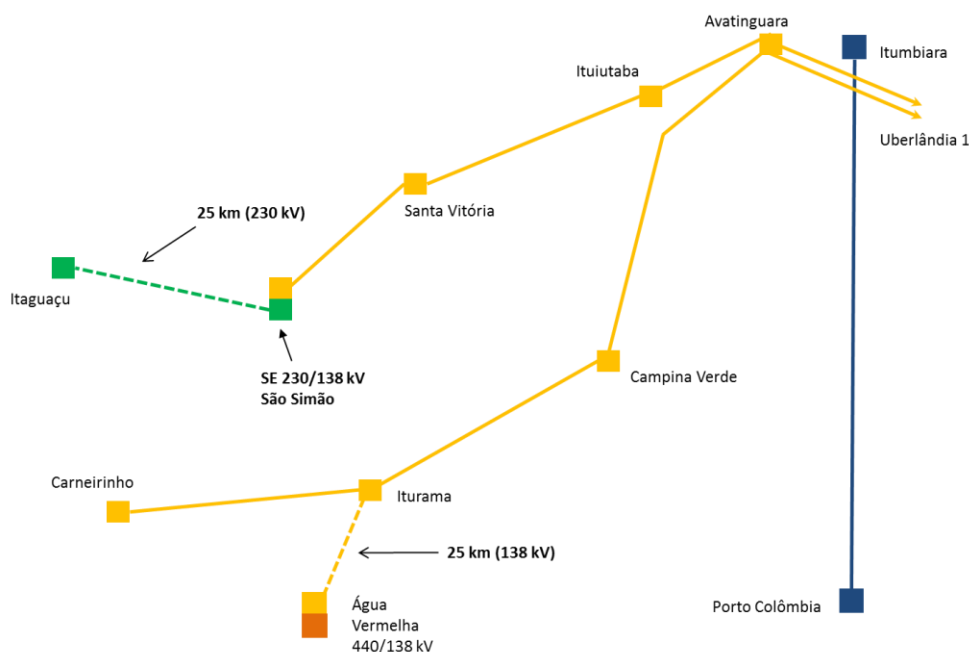 Avatinguara
Itumbiara
Ituiutaba
Uberlândia 1
Santa Vitória
25 km (230 kV)
Itaguaçu
SE 230/138 kV
São Simão
Campina Verde
Carneirinho
Iturama
25 km (138 kV)
Água
Vermelha
440/138 kV
Porto Colômbia